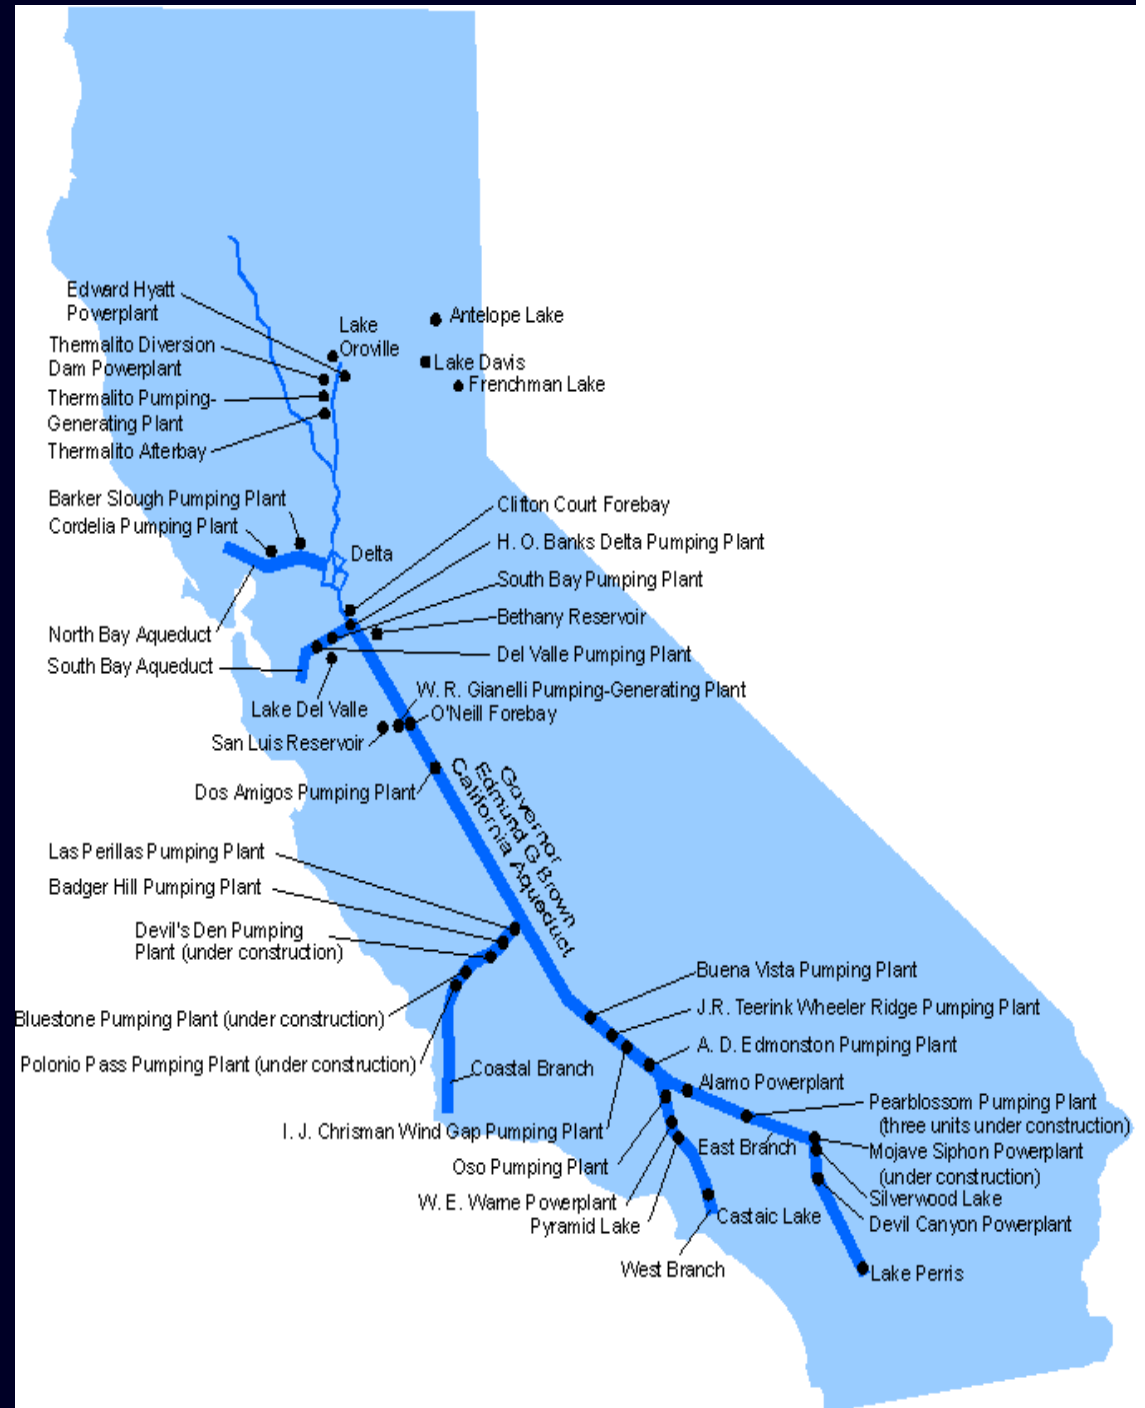 Edward Hyatt
Powerplant
Lake
Oroville
Antelope Lake
Thermalito Diversion
Dam Powerplant
Lake Davis
Frenchman Lake
Thermalito Pumping-
Generating Plant
Thermalito Afterbay
Barker Slough Pumping Plant
Cordelia Pumping Plant
Clifton Court Forebay
H. O. Banks Delta Pumping Plant
Delta
South Bay Pumping Plant
Bethany Reservoir
North Bay Aqueduct
South Bay Aqueduct
Del Valle Pumping Plant
W. R. Gianelli Pumping-Generating Plant
Lake Del Valle
O'Neill Forebay
San Luis Reservoir
Dos Amigos Pumping Plant
Governor
Edmund G Brown
California Aqueduct
Las Perillas Pumping Plant
Badger Hill Pumping Plant
Devil's Den Pumping
Plant (under construction)
Buena Vista Pumping Plant
J.R. Teerink Wheeler Ridge Pumping Plant
Bluestone Pumping Plant (under construction)
A. D. Edmonston Pumping Plant
Polonio Pass Pumping Plant (under construction)
Coastal Branch
Alamo Powerplant
Pearblossom Pumping Plant
(three units under construction)
I. J. Chrisman Wind Gap Pumping Plant
East Branch
Mojave Siphon Powerplant
(under construction)
Oso Pumping Plant
Silverwood Lake
W. E. Warne Powerplant
Castaic Lake
Devil Canyon Powerplant
Pyramid Lake
West Branch
Lake Perris